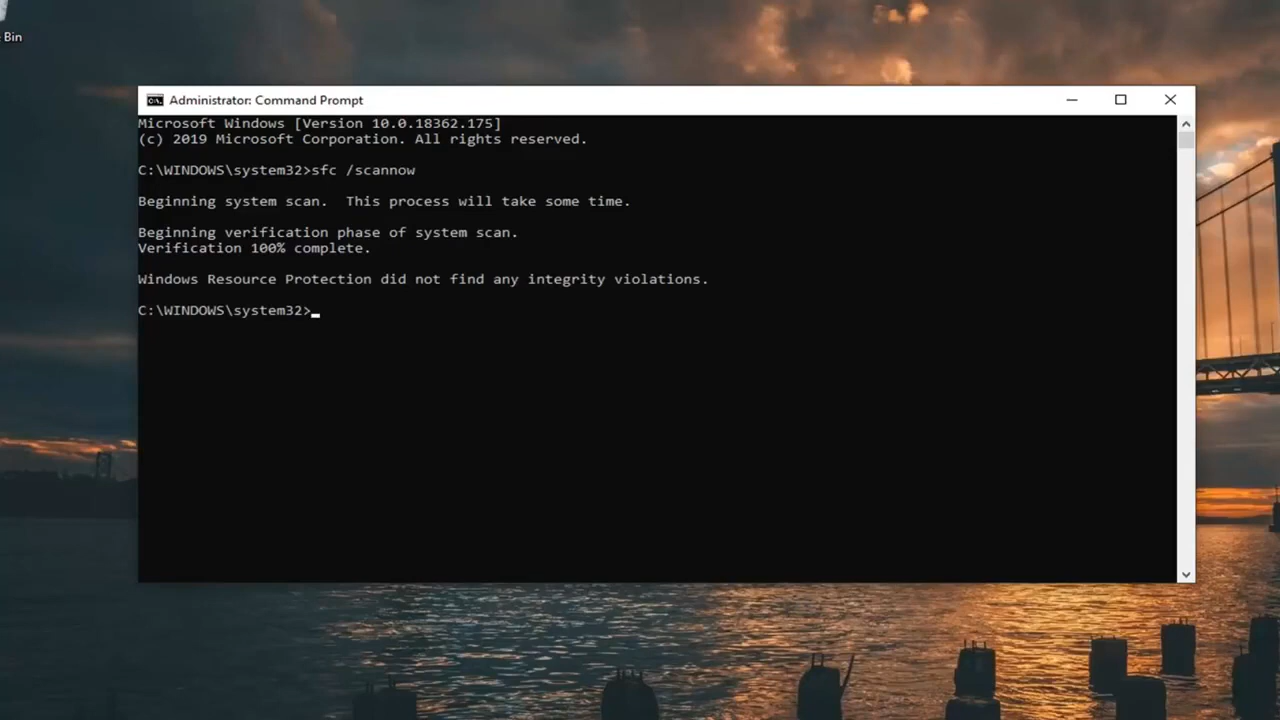 Bin
Administrator: Command Prompt
Microsoft Windows [Version 10.0.18362.175]
(c) 2019 Microsoft Corporation. All rights reserved.
C:\WINDOWS\system32>sfc /scannow
Beginning system scan.  This process will take some time.
Beginning verification phase of system scan.
Verification 100% complete.
Windows Resource Protection did not find any integrity violations.
C:\WINDOWS\system32>